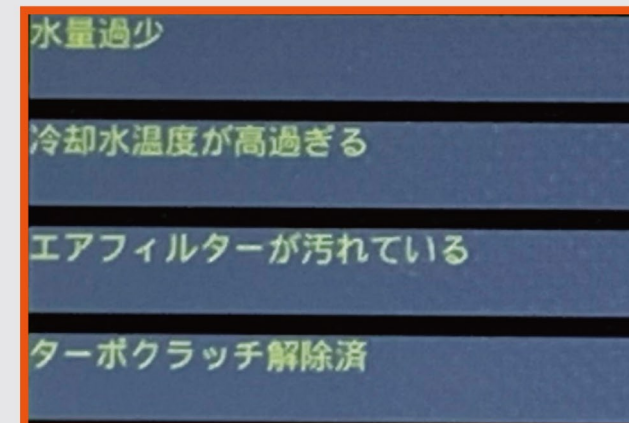 水量過少
冷却水温度が高過ぎる
エアフィルターが汚れている
ターボクラッチ解除済